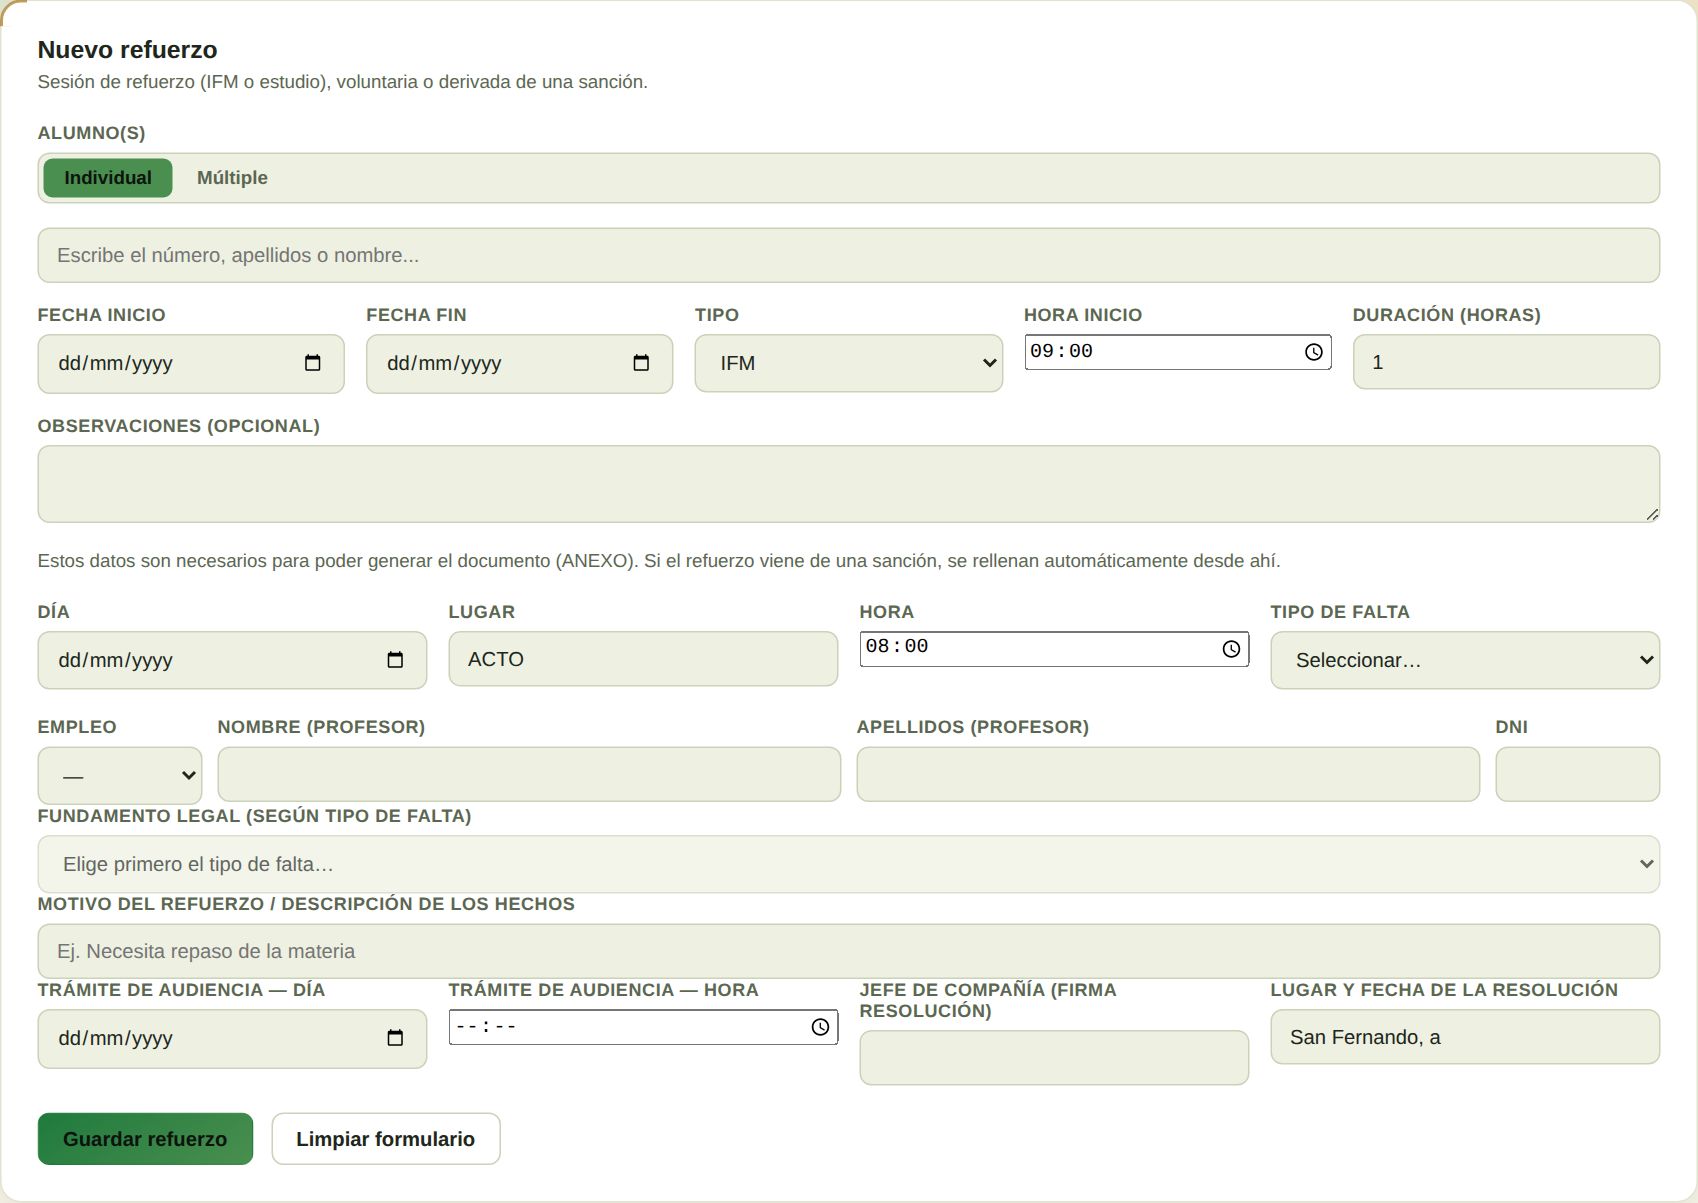 Nuevo refuerzo
Sesión de refuerzo (IFM o estudio), voluntaria o derivada de una sanción.
ALUMNO(S)
Individual Múltiple
Escribe el número, apellidos o nombre...
FECHA INICIO FECHA FIN TIPO HORA INICIO DURACIÓN (HORAS)
dd/mm/yyyy dd/mm/yyyy IFM 09:00 1
OBSERVACIONES (OPCIONAL)
Estos datos son necesarios para poder generar el documento (ANEXO). Si el refuerzo viene de una sanción, se rellenan automáticamente desde ahí.
DÍA LUGAR HORA TIPO DE FALTA
dd/mm/yyyy ACTO 08:00 Seleccionar...
EMPLEO NOMBRE (PROFESOR) APELLIDOS (PROFESOR) DNI
—
FUNDAMENTO LEGAL (SEGÚN TIPO DE FALTA)
Elige primero el tipo de falta...
MOTIVO DEL REFUERZO / DESCRIPCIÓN DE LOS HECHOS
Ej. Necesita repaso de la materia
TRÁMITE DE AUDIENCIA — DÍA TRÁMITE DE AUDIENCIA — HORA JEFE DE COMPAÑÍA (FIRMA RESOLUCIÓN) LUGAR Y FECHA DE LA RESOLUCIÓN
dd/mm/yyyy --:-- San Fernando, a
Guardar refuerzo Limpiar formulario